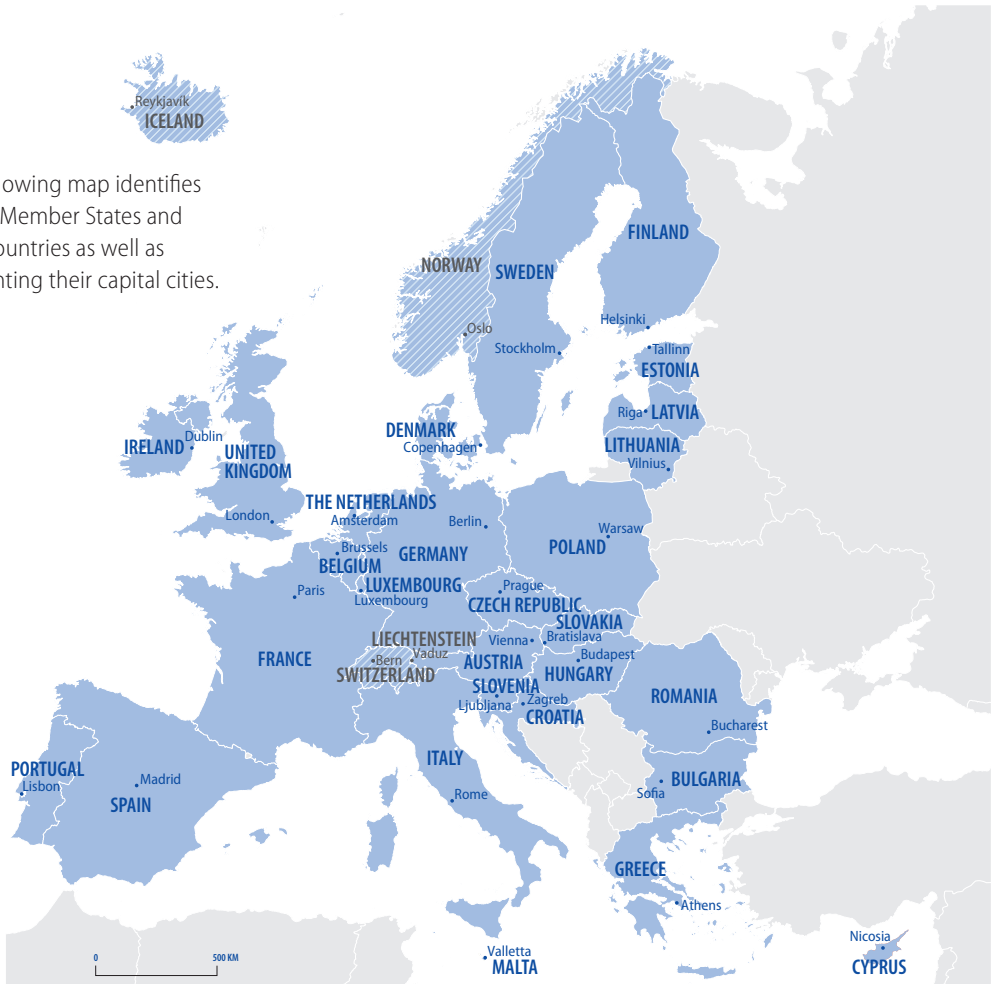 Reykjavík
ICELAND
owing map identifies
Member States and
ountries as well as
nting their capital cities.
NORWAY
SWEDEN
FINLAND
Oslo
Helsinki
Stockholm
Tallinn
ESTONIA
Riga
LATVIA
DENMARK
Copenhagen
LITHUANIA
Vilnius
IRELAND
Dublin
UNITED
KINGDOM
London
THE NETHERLANDS
Amsterdam
Berlin
Warsaw
POLAND
Brussels
BELGIUM
GERMANY
LUXEMBOURG
Luxembourg
Paris
Prague
CZECH REPUBLIC
SLOVAKIA
LIECHTENSTEIN
Vienna
Bratislava
Bern
Vaduz
SWITZERLAND
FRANCE
AUSTRIA
Budapest
HUNGARY
SLOVENIA
Ljubljana
Zagreb
CROATIA
ROMANIA
Bucharest
ITALY
PORTUGAL
Lisbon
Madrid
SPAIN
Rome
BULGARIA
Sofia
GREECE
Athens
Nicosia
CYPRUS
Valletta
MALTA
0 500 KM